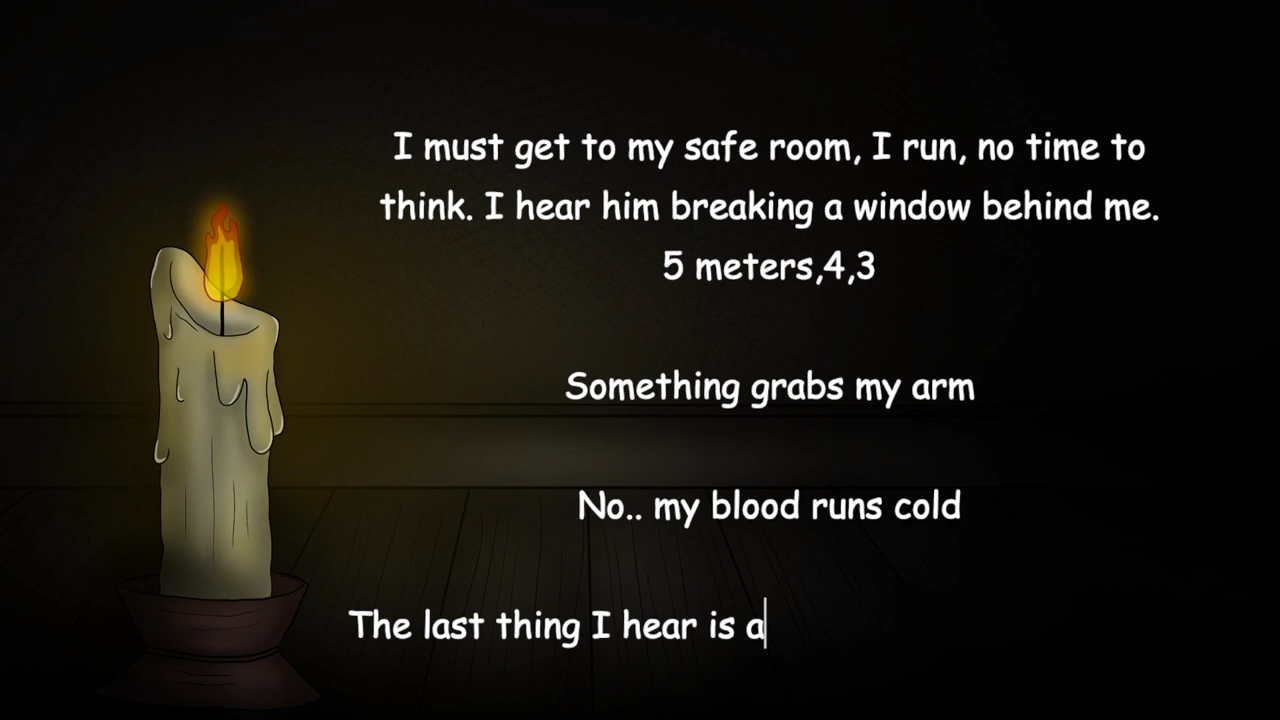 I must get to my safe room, I run, no time to
think. I hear him breaking a window behind me.
5 meters,4,3
Something grabs my arm
No.. my blood runs cold
The last thing I hear is a